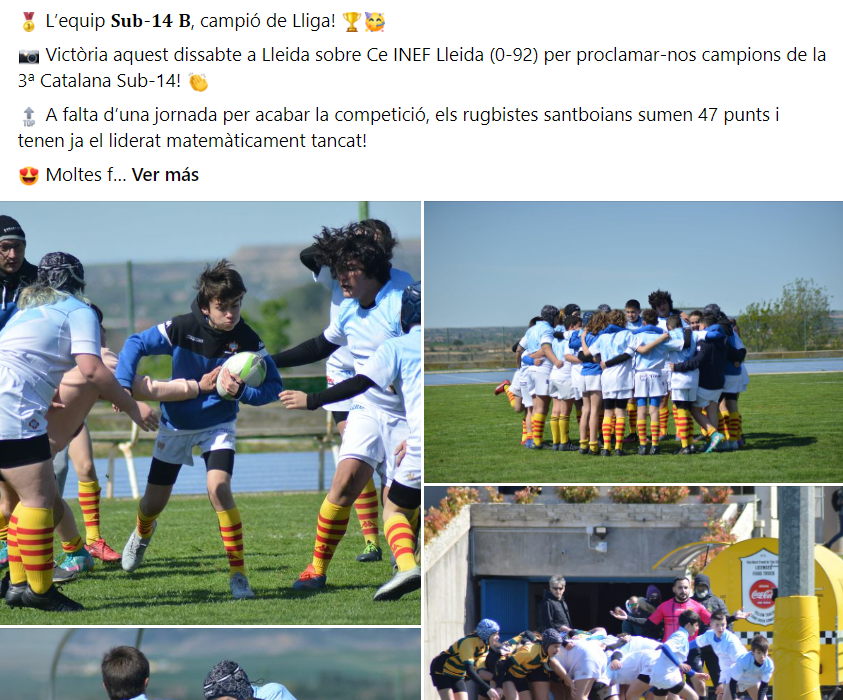 🏅 L'equip Sub-14 B, campió de Lliga! 🏆🥳
📷 Victòria aquest dissabte a Lleida sobre Ce INEF Lleida (0-92) per proclamar-nos campions de la
3ª Catalana Sub-14! 👏
🔝 A falta d'una jornada per acabar la competició, els rugbistes santboians sumen 47 punts i
tenen ja el liderat matemàticament tancat!
😍 Moltes f... Ver más
Coca-Cola